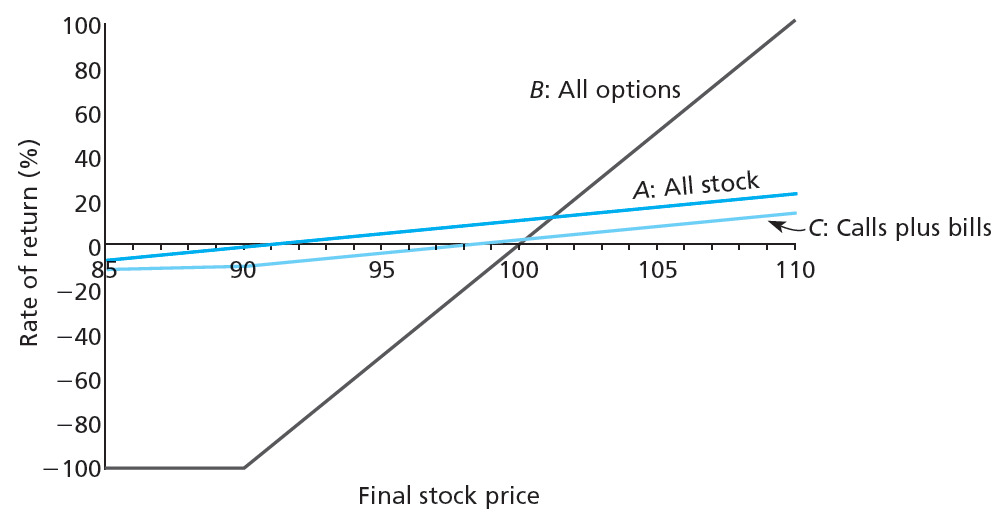 100
80
60
40
20
0
−20
−40
−60
−80
−100
Rate of return (%)
B: All options
A: All stock
C: Calls plus bills
85 90 95 100 105 110
Final stock price